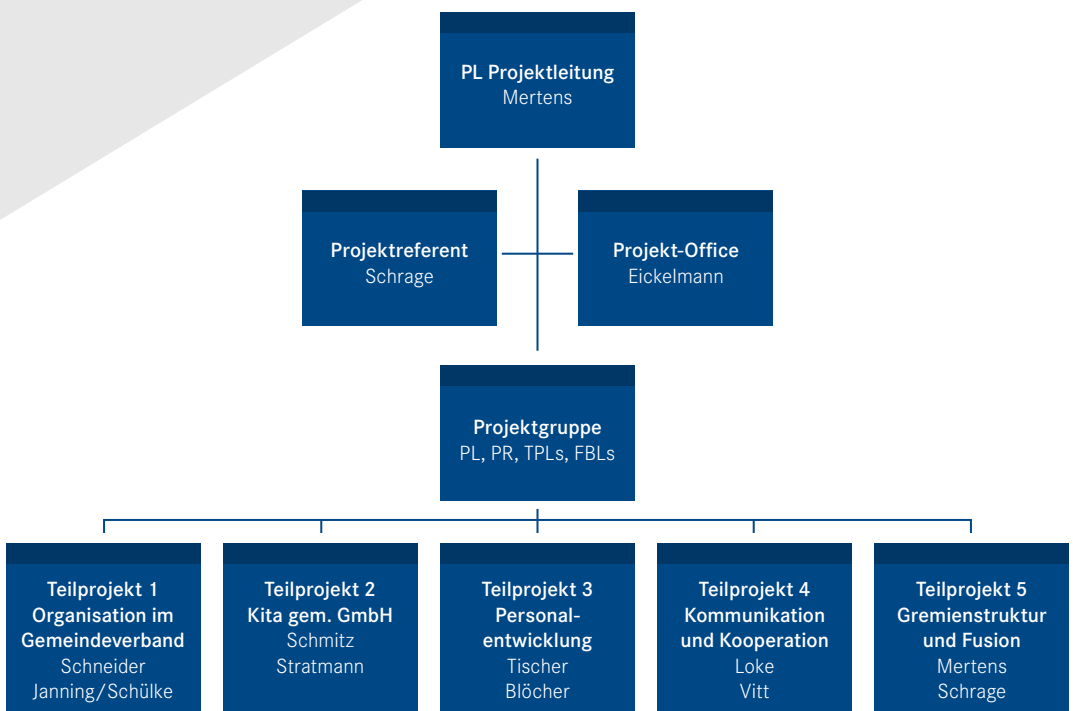 PL Projektleitung
Mertens
Projektreferent
Schrage
Projekt-Office
Eickelmann
Projektgruppe
PL, PR, TPLs, FBLs
Teilprojekt 1
Organisation im
Gemeindeverband
Schneider
Janning/Schülke
Teilprojekt 2
Kita gem. GmbH
Schmitz
Stratmann
Teilprojekt 3
Personal-
entwicklung
Tischer
Blöcher
Teilprojekt 4
Kommunikation
und Kooperation
Loke
Vitt
Teilprojekt 5
Gremienstruktur
und Fusion
Mertens
Schrage